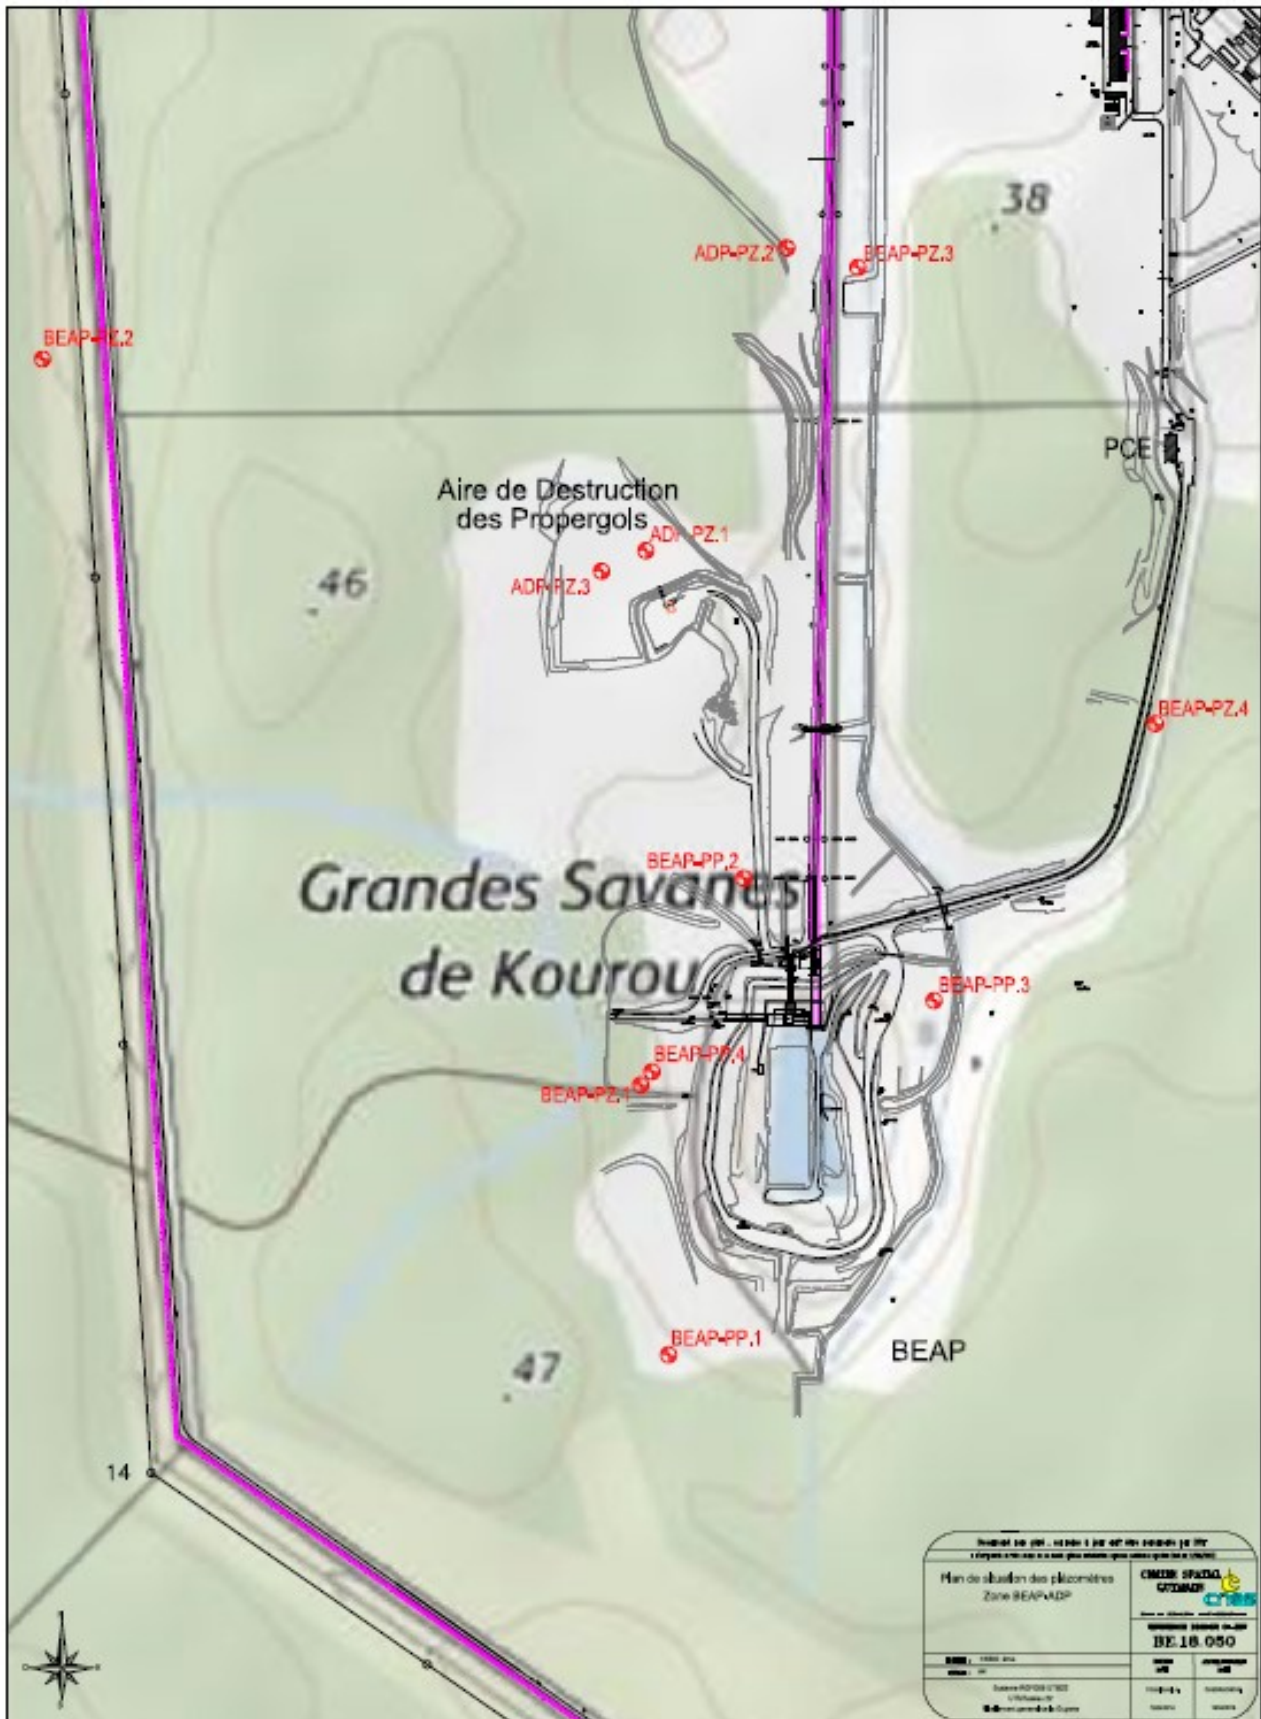 38
ADP-PZ.2
BEAP-PZ.3
BEAP-PZ.2
PCE
Aire de Destruction
des Propergols
ADP-PZ.1
ADP-PZ.3
46
BEAP-PZ.4
BEAP-PP.2
Grandes Savanes
de Kourou
BEAP-PP.3
BEAP-PP.4
BEAP-PZ.1
BEAP-PP.1
BEAP
47
14
Plan de situation des piézomètres
Zone BEAP-ADP
CENTRE SPATIAL
GUYANAIS
cnes
BE.18.050